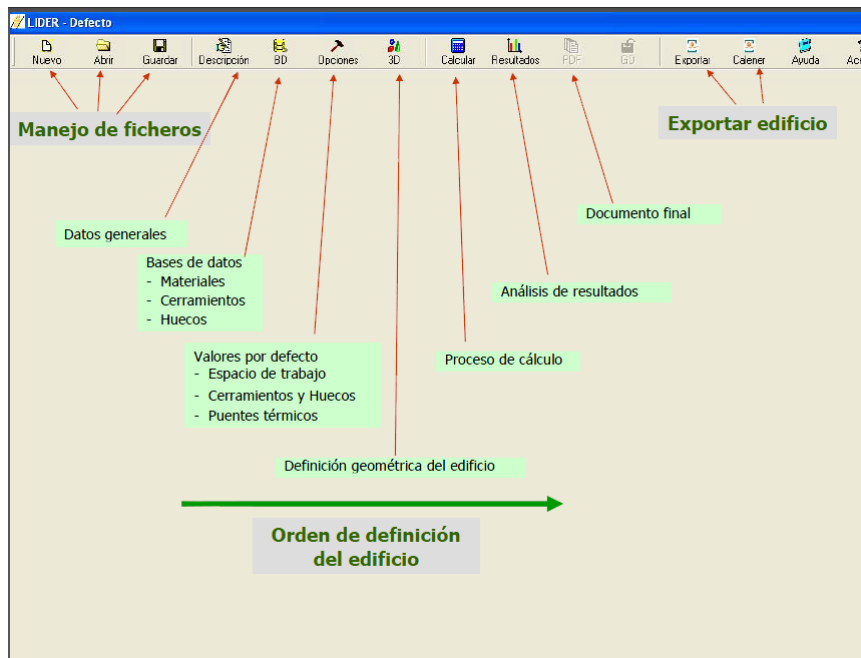 LIDER - Defecto
Nuevo Abrir Guardar Descripción BD Opciones 3D Calcular Resultados PDF GD Exportar Calener Ayuda
Manejo de ficheros
Exportar edificio
Documento final
Datos generales
Bases de datos
- Materiales
- Cerramientos
- Huecos
Análisis de resultados
Valores por defecto
- Espacio de trabajo
- Cerramientos y Huecos
- Puentes térmicos
Proceso de cálculo
Definición geométrica del edificio
Orden de definición
del edificio